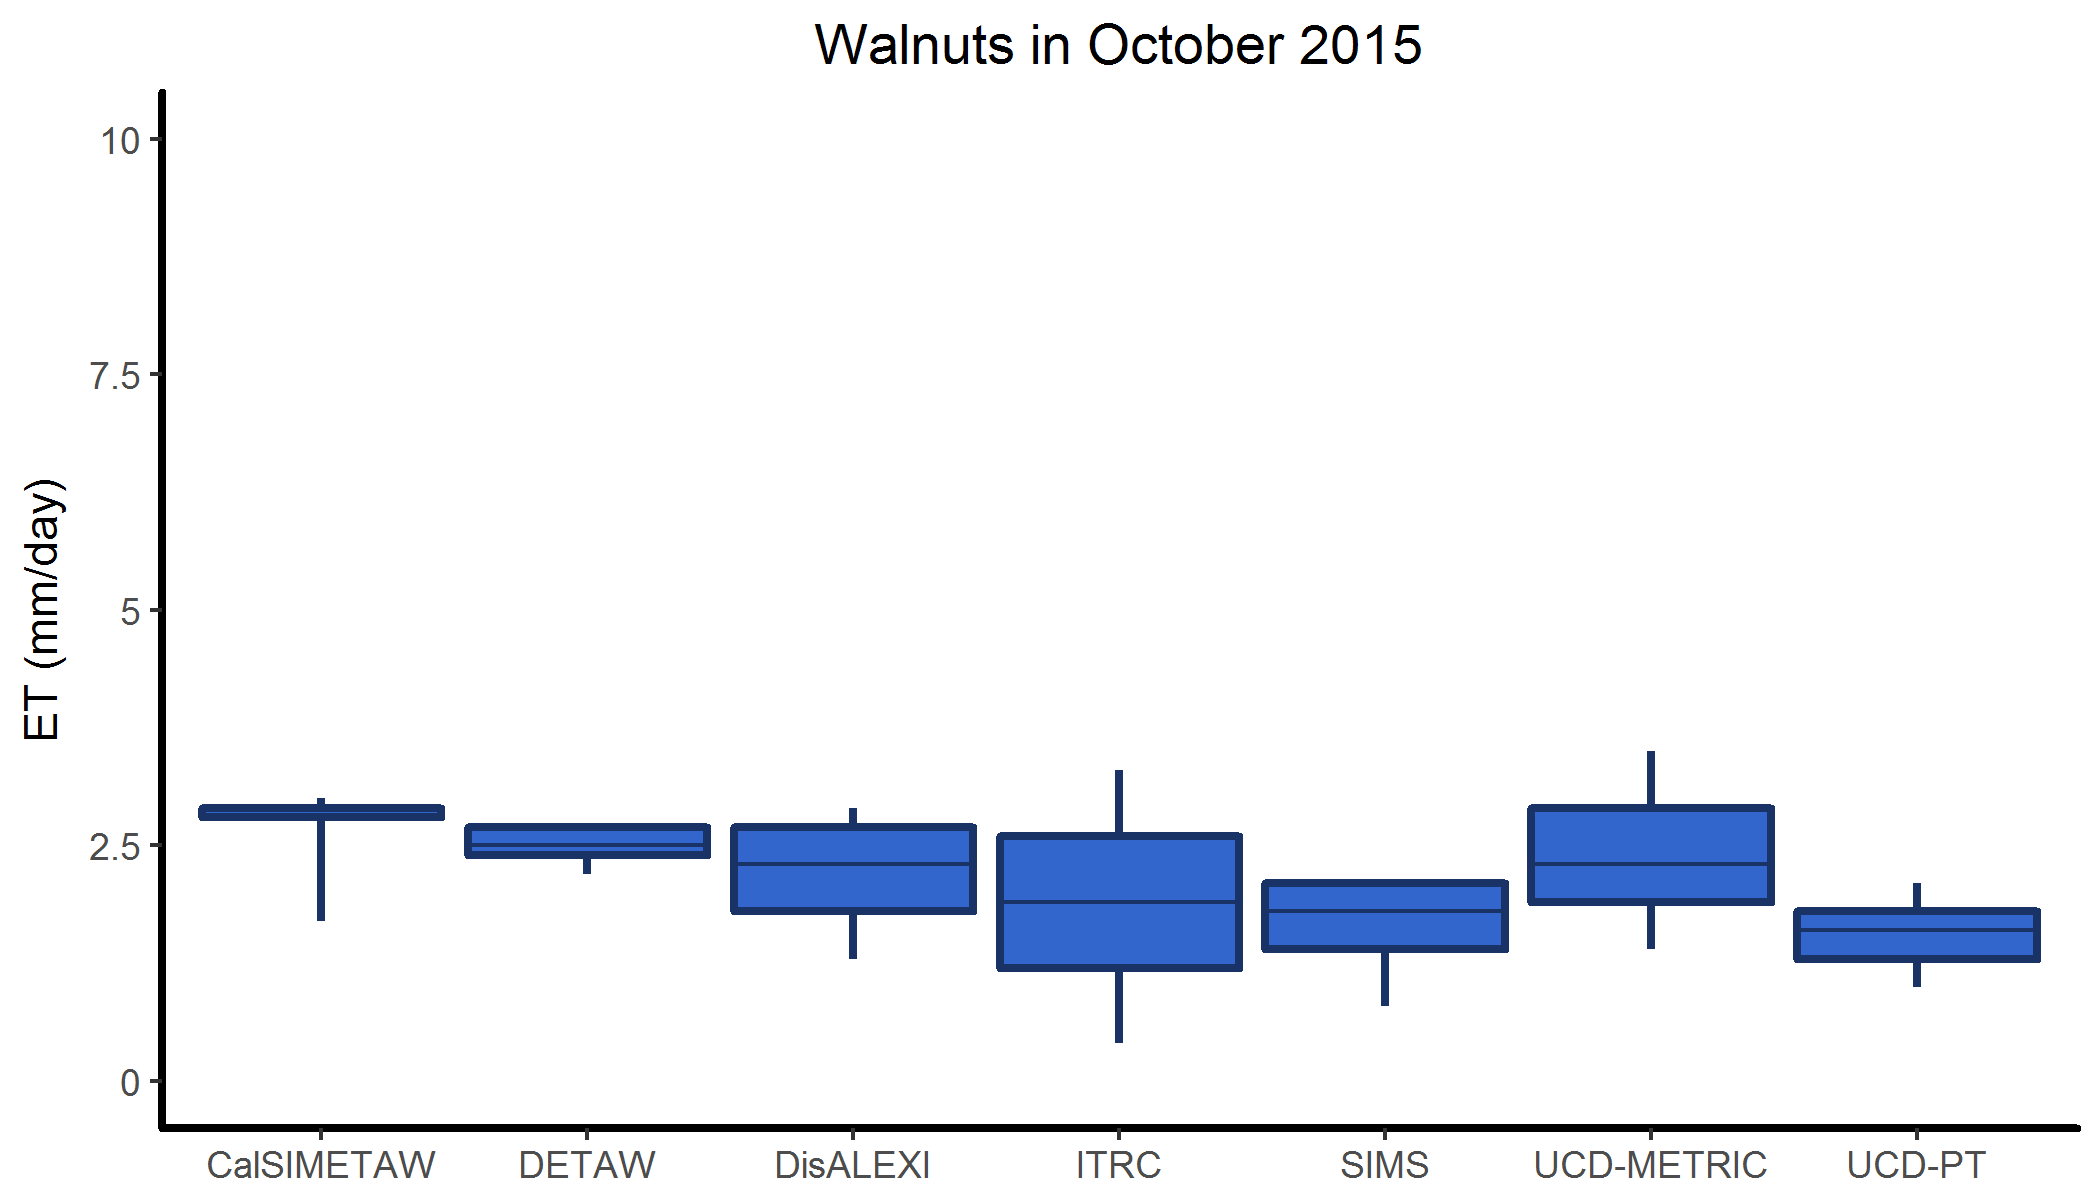 Walnuts in October 2015
10
7.5
5
2.5
0
ET (mm/day)
CalSIMETAW DETAW DisALEXI ITRC SIMS UCD-METRIC UCD-PT